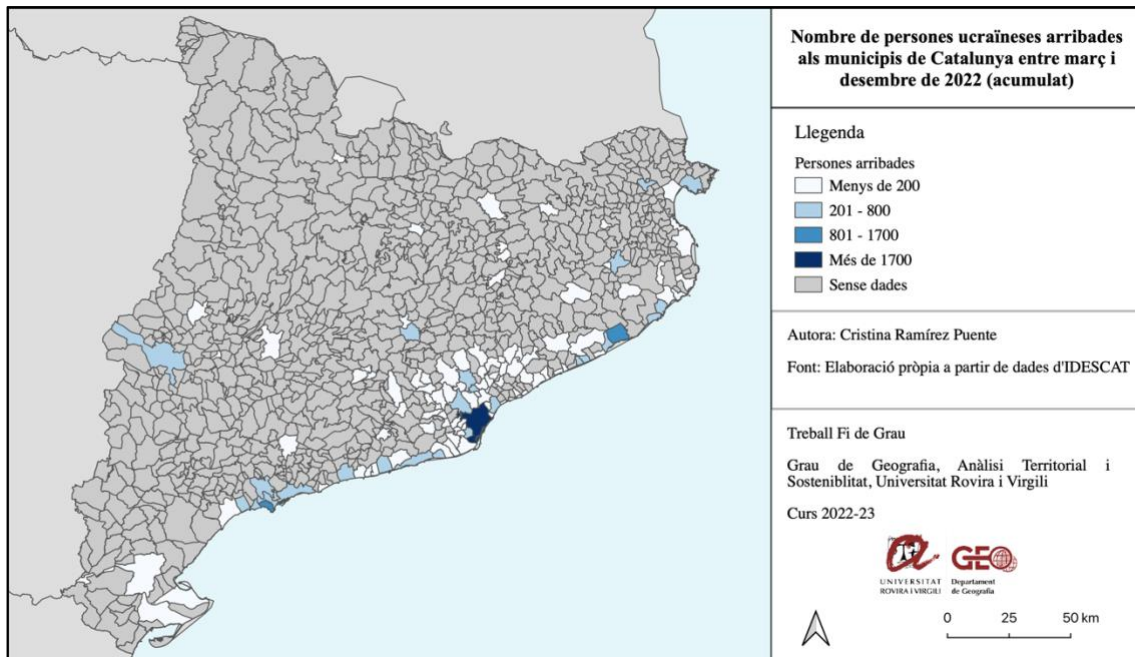 Nombre de persones ucraïneses arribades
als municipis de Catalunya entre març i
desembre de 2022 (acumulat)
Llegenda
Persones arribades
Menys de 200
201 - 800
801 - 1700
Més de 1700
Sense dades
Autora: Cristina Ramírez Puente
Font: Elaboració pròpia a partir de dades d'IDESCAT
Treball Fi de Grau
Grau de Geografia, Anàlisi Territorial i
Sosteniblitat, Universitat Rovira i Virgili
Curs 2022-23
GEO
UNIVERSITAT
ROVIRA I VIRGILI
Departament
de Geografia
0 25 50 km